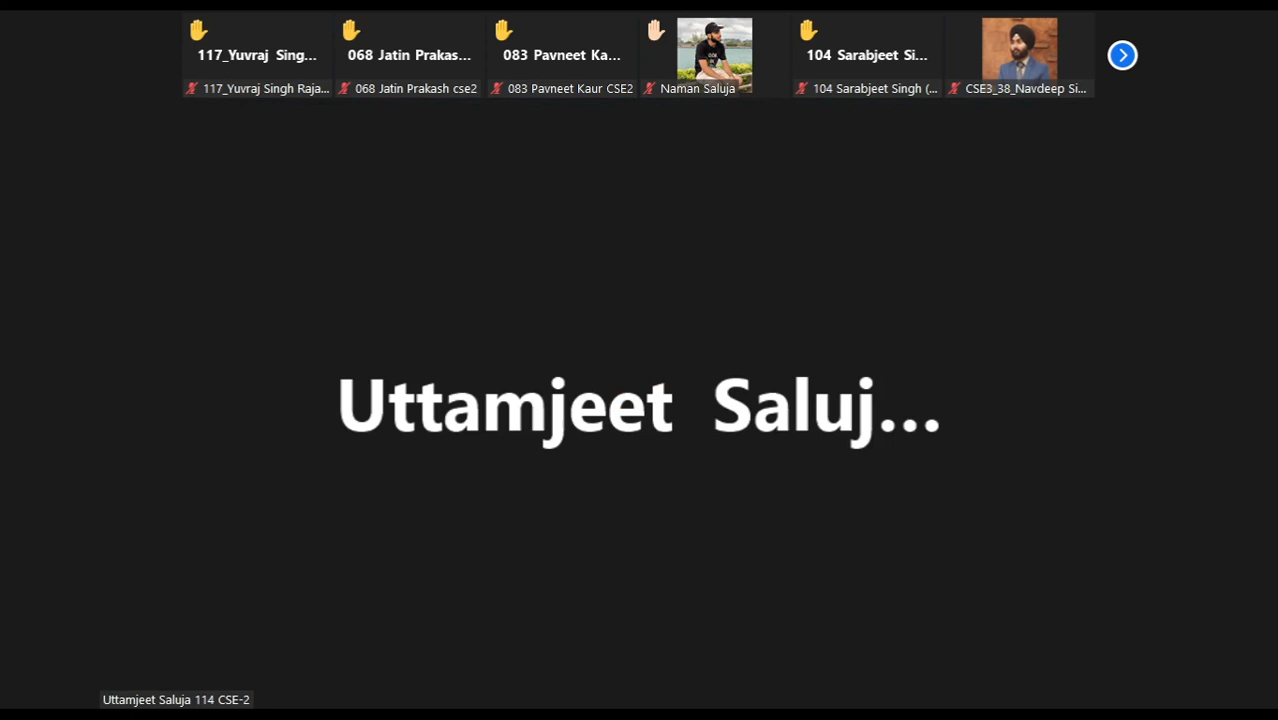 117_Yuvraj Sing...
068 Jatin Prakas...
083 Pavneet Ka...
104 Sarabjeet Si...
117_Yuvraj Singh Raja...
068 Jatin Prakash cse2
083 Pavneet Kaur CSE2
Naman Saluja
104 Sarabjeet Singh (...
CSE3_38_Navdeep Si...
Uttamjeet Saluj...
Uttamjeet Saluja 114 CSE-2